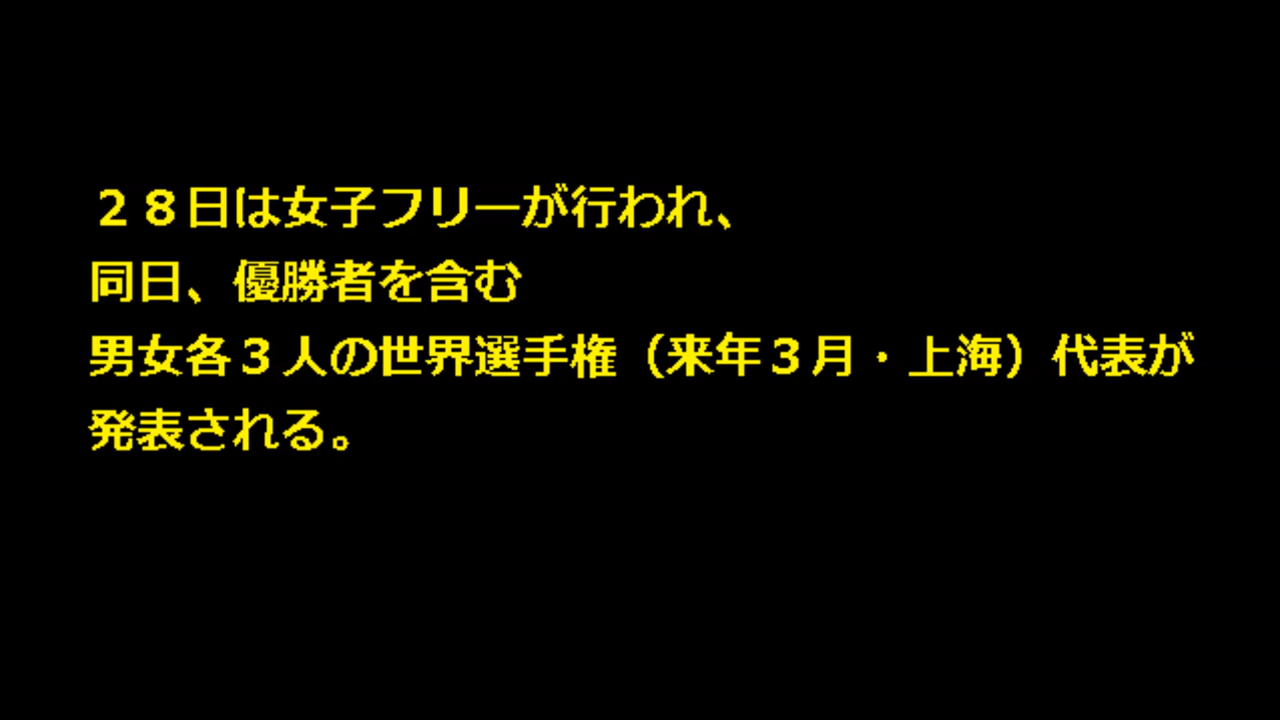 ２８日は女子フリーが行われ、
同日、優勝者を含む
男女各３人の世界選手権（来年３月・上海）代表が
発表される。